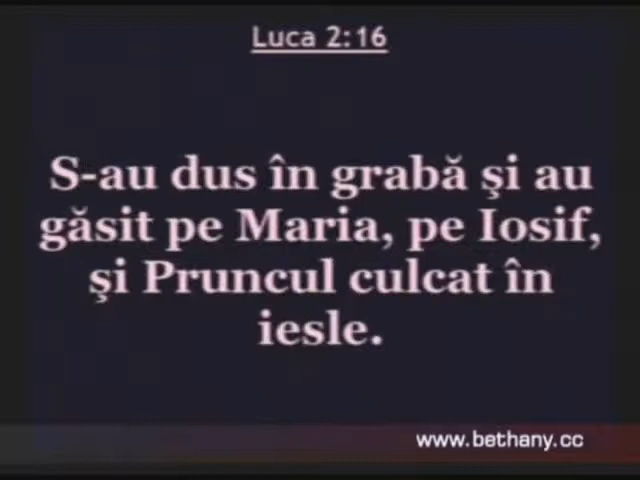 Luca 2:16
S-au dus în grabă şi au
găsit pe Maria, pe Iosif,
şi Pruncul culcat în
iesle.
www.bethany.cc